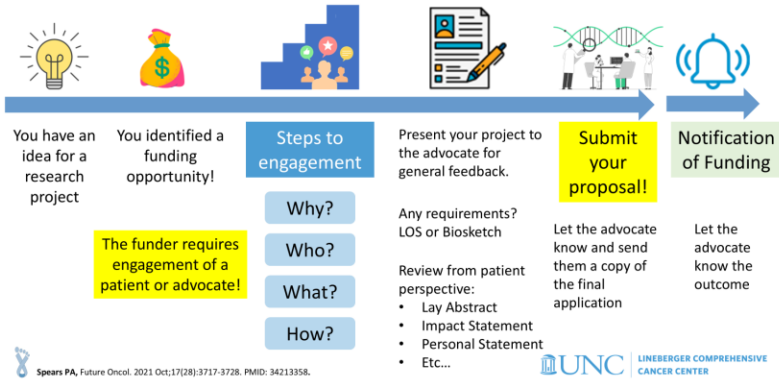 You have an
idea for a
research
project
You identified a
funding
opportunity!
The funder requires
engagement of a
patient or advocate!
Steps to
engagement
Why?
Who?
What?
How?
Present your project to
the advocate for
general feedback.
Any requirements?
LOS or Biosketch
Review from patient
perspective:
• Lay Abstract
• Impact Statement
• Personal Statement
• Etc...
Submit
your
proposal!
Let the advocate
know and send
them a copy of
the final
application
Notification
of Funding
Let the
advocate
know the
outcome
Spears PA, Future Oncol. 2021 Oct;17(28):3717-3728. PMID: 34213358.
UNC
LINEBERGER COMPREHENSIVE
CANCER CENTER